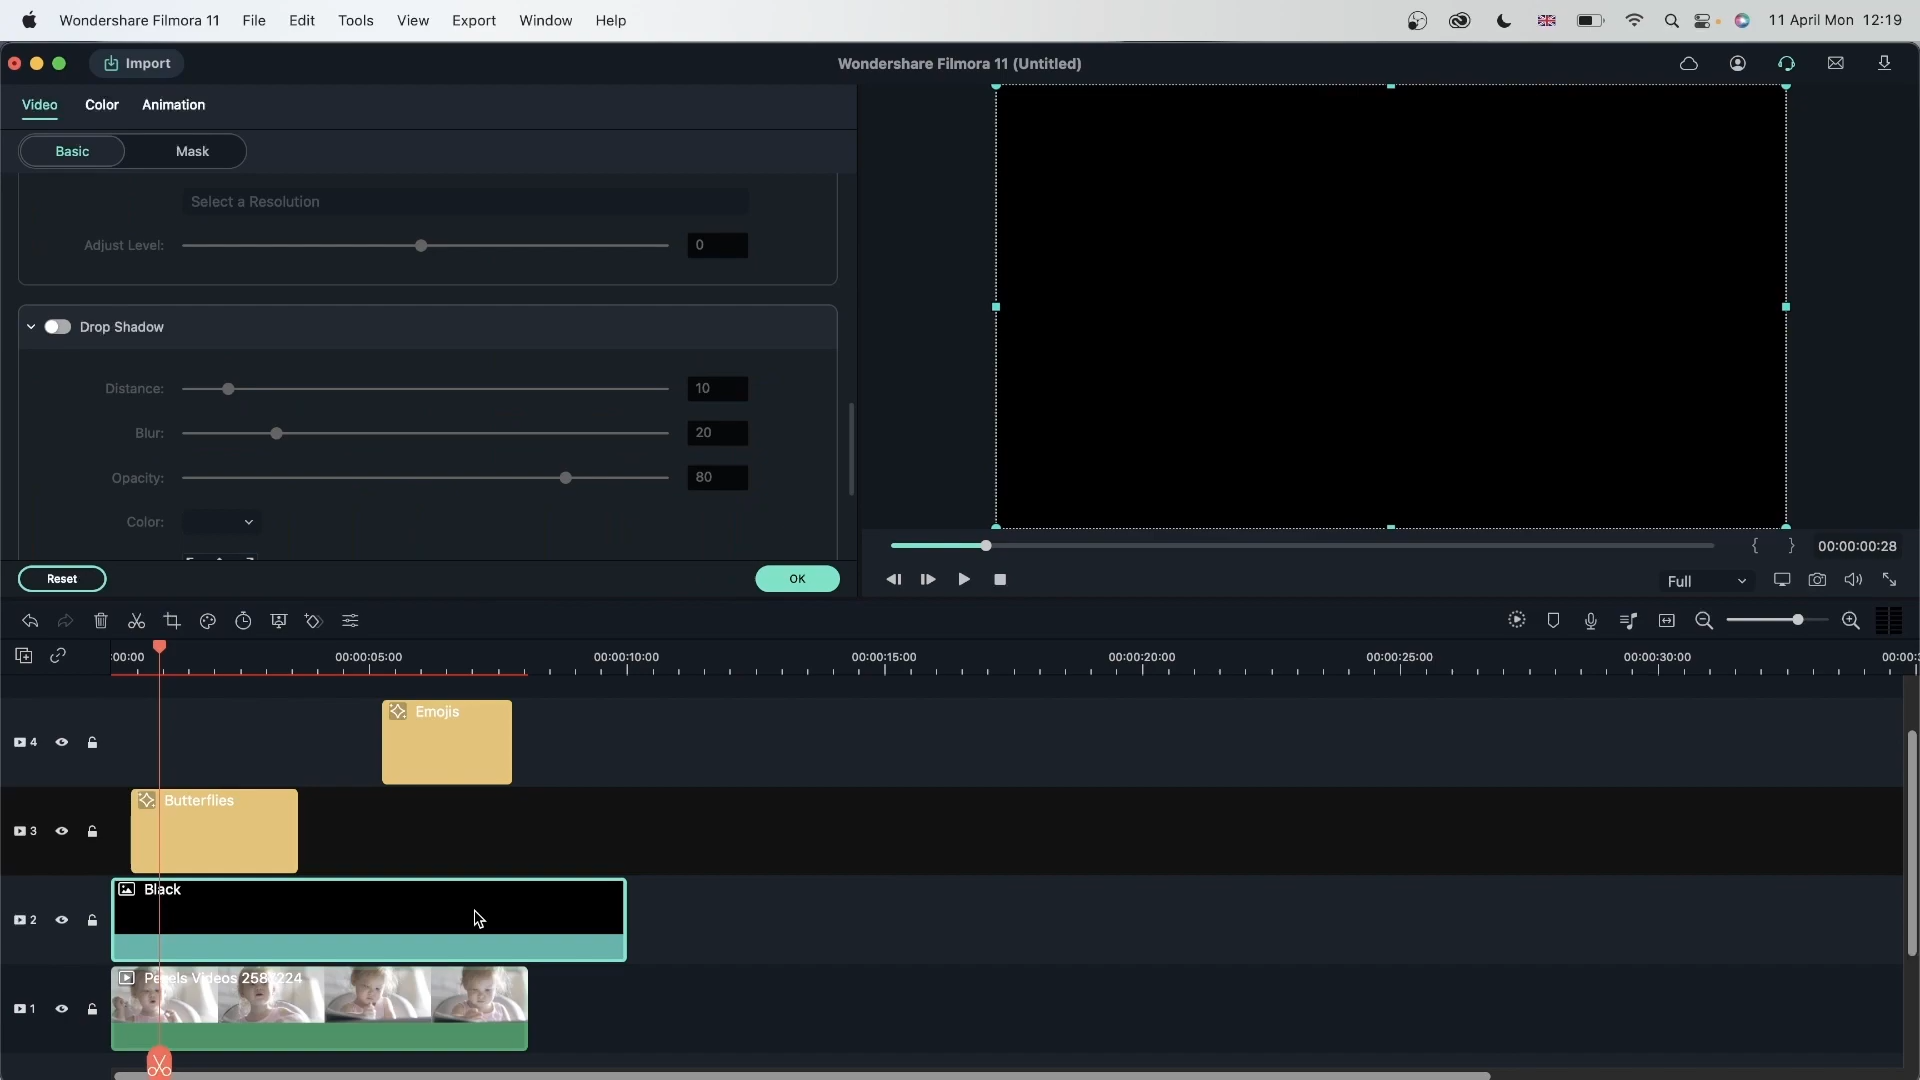 Wondershare Filmora 11 File Edit Tools View Export Window Help 11 April Mon 12:19
Import Wondershare Filmora 11 (Untitled)
Video Color Animation
Basic Mask
Select a Resolution
Adjust Level: 0
Drop Shadow
Distance: 10
Blur: 20
Opacity: 80
Color:
Reset OK
00:00:00:28
Full
:00:00 00:00:05:00 00:00:10:00 00:00:15:00 00:00:20:00 00:00:25:00 00:00:30:00 00:00:
4 Emojis
3 Butterflies
2 Black
1